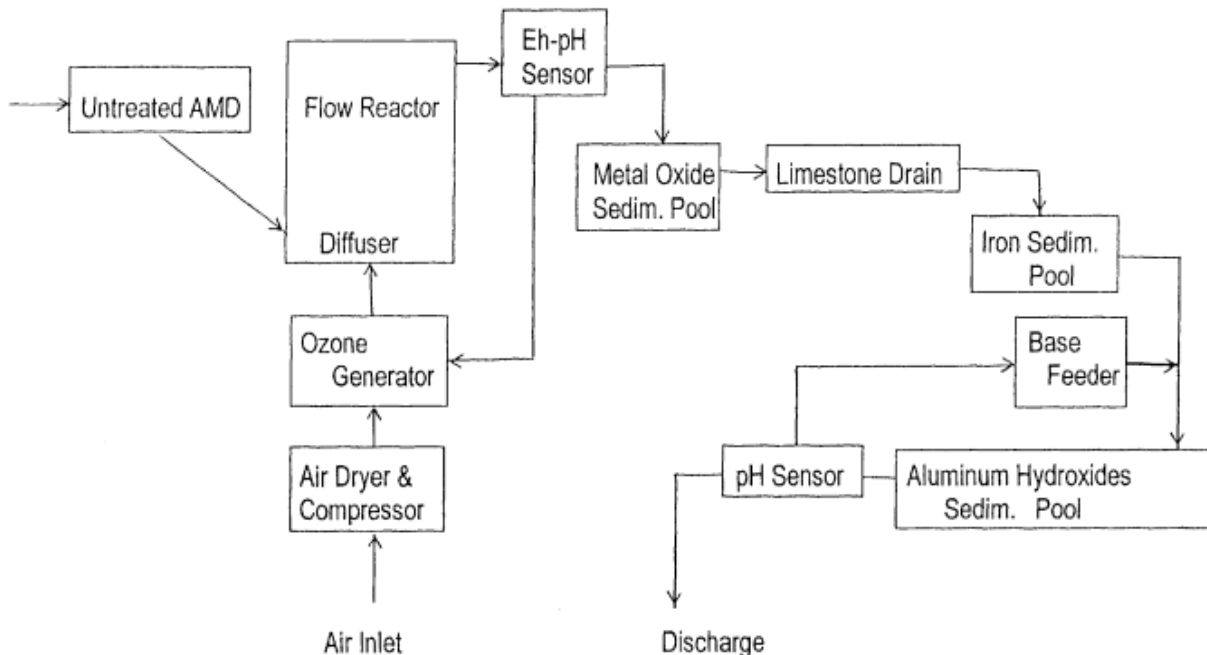 Untreated AMD
Flow Reactor
Diffuser
Eh-pH
Sensor
Metal Oxide
Sedim. Pool
Limestone Drain
Iron Sedim.
Pool
Ozone
Generator
Base
Feeder
Air Dryer &
Compressor
pH Sensor
Aluminum Hydroxides
Sedim. Pool
Air Inlet
Discharge